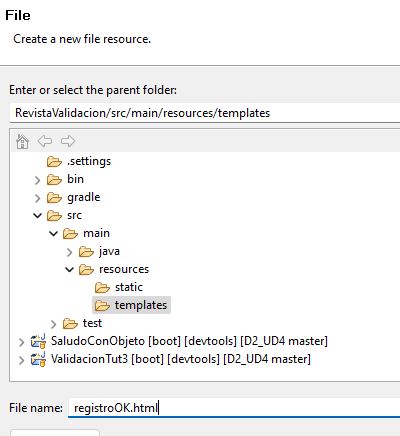 File
Create a new file resource.
Enter or select the parent folder:
RevistaValidacion/src/main/resources/templates
.settings
bin
gradle
src
main
java
resources
static
templates
test
SaludoConObjeto [boot] [devtools] [D2_UD4 master]
ValidacionTut3 [boot] [devtools] [D2_UD4 master]
File name: registroOK.html